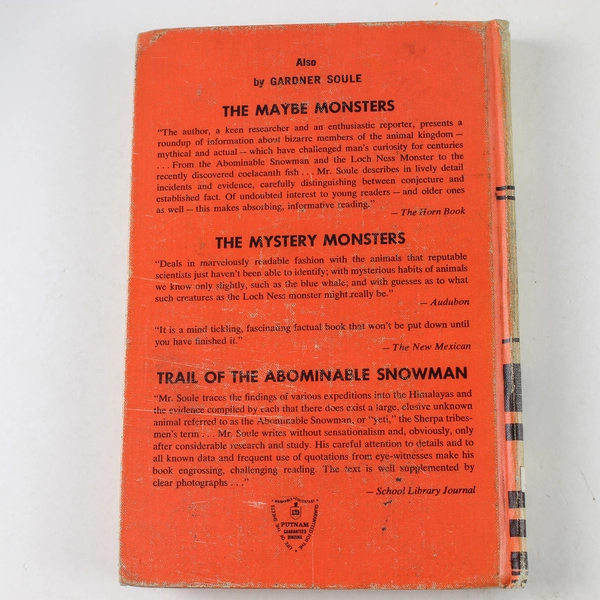 Also
by GARDNER SOULE
THE MAYBE MONSTERS
"The author, a keen researcher and an enthusiastic reporter, presents a
roundup of information about bizarre members of the animal kingdom —
mythical and actual — which have challenged man's curiosity for centuries
. . . From the Abominable Snowman and the Loch Ness Monster to the
recently discovered coelacanth fish . . . Mr. Soule describes in lively detail
incidents and evidence, carefully distinguishing between conjecture and
established fact. Of undoubted interest to young readers — and older ones
as well — this makes absorbing, informative reading."
— The Horn Book
THE MYSTERY MONSTERS
"Deals in marvelously readable fashion with the animals that reputable
scientists just haven't been able to identify; with mysterious habits of animals
we know only slightly, such as the blue whale; and with guesses as to what
such creatures as the Loch Ness monster might really be."
— Audubon
"It is a mind tickling, fascinating factual book that won't be put down until
you have finished it."
— The New Mexican
TRAIL OF THE ABOMINABLE SNOWMAN
"Mr. Soule traces the findings of various expeditions into the Himalayas and
the evidence compiled by each that there does exist a large, elusive unknown
animal referred to as the Abominable Snowman, or "yeti," the Sherpa tribes-
men's term . . . Mr. Soule writes without sensationalism and, obviously, only
after considerable research and study. His careful attention to details and to
all known data and frequent use of quotations from eye-witnesses make his
book engrossing, challenging reading. The text is well supplemented by
clear photographs . . ."
— School Library Journal
PUTNAM
GUARANTEED
BINDING